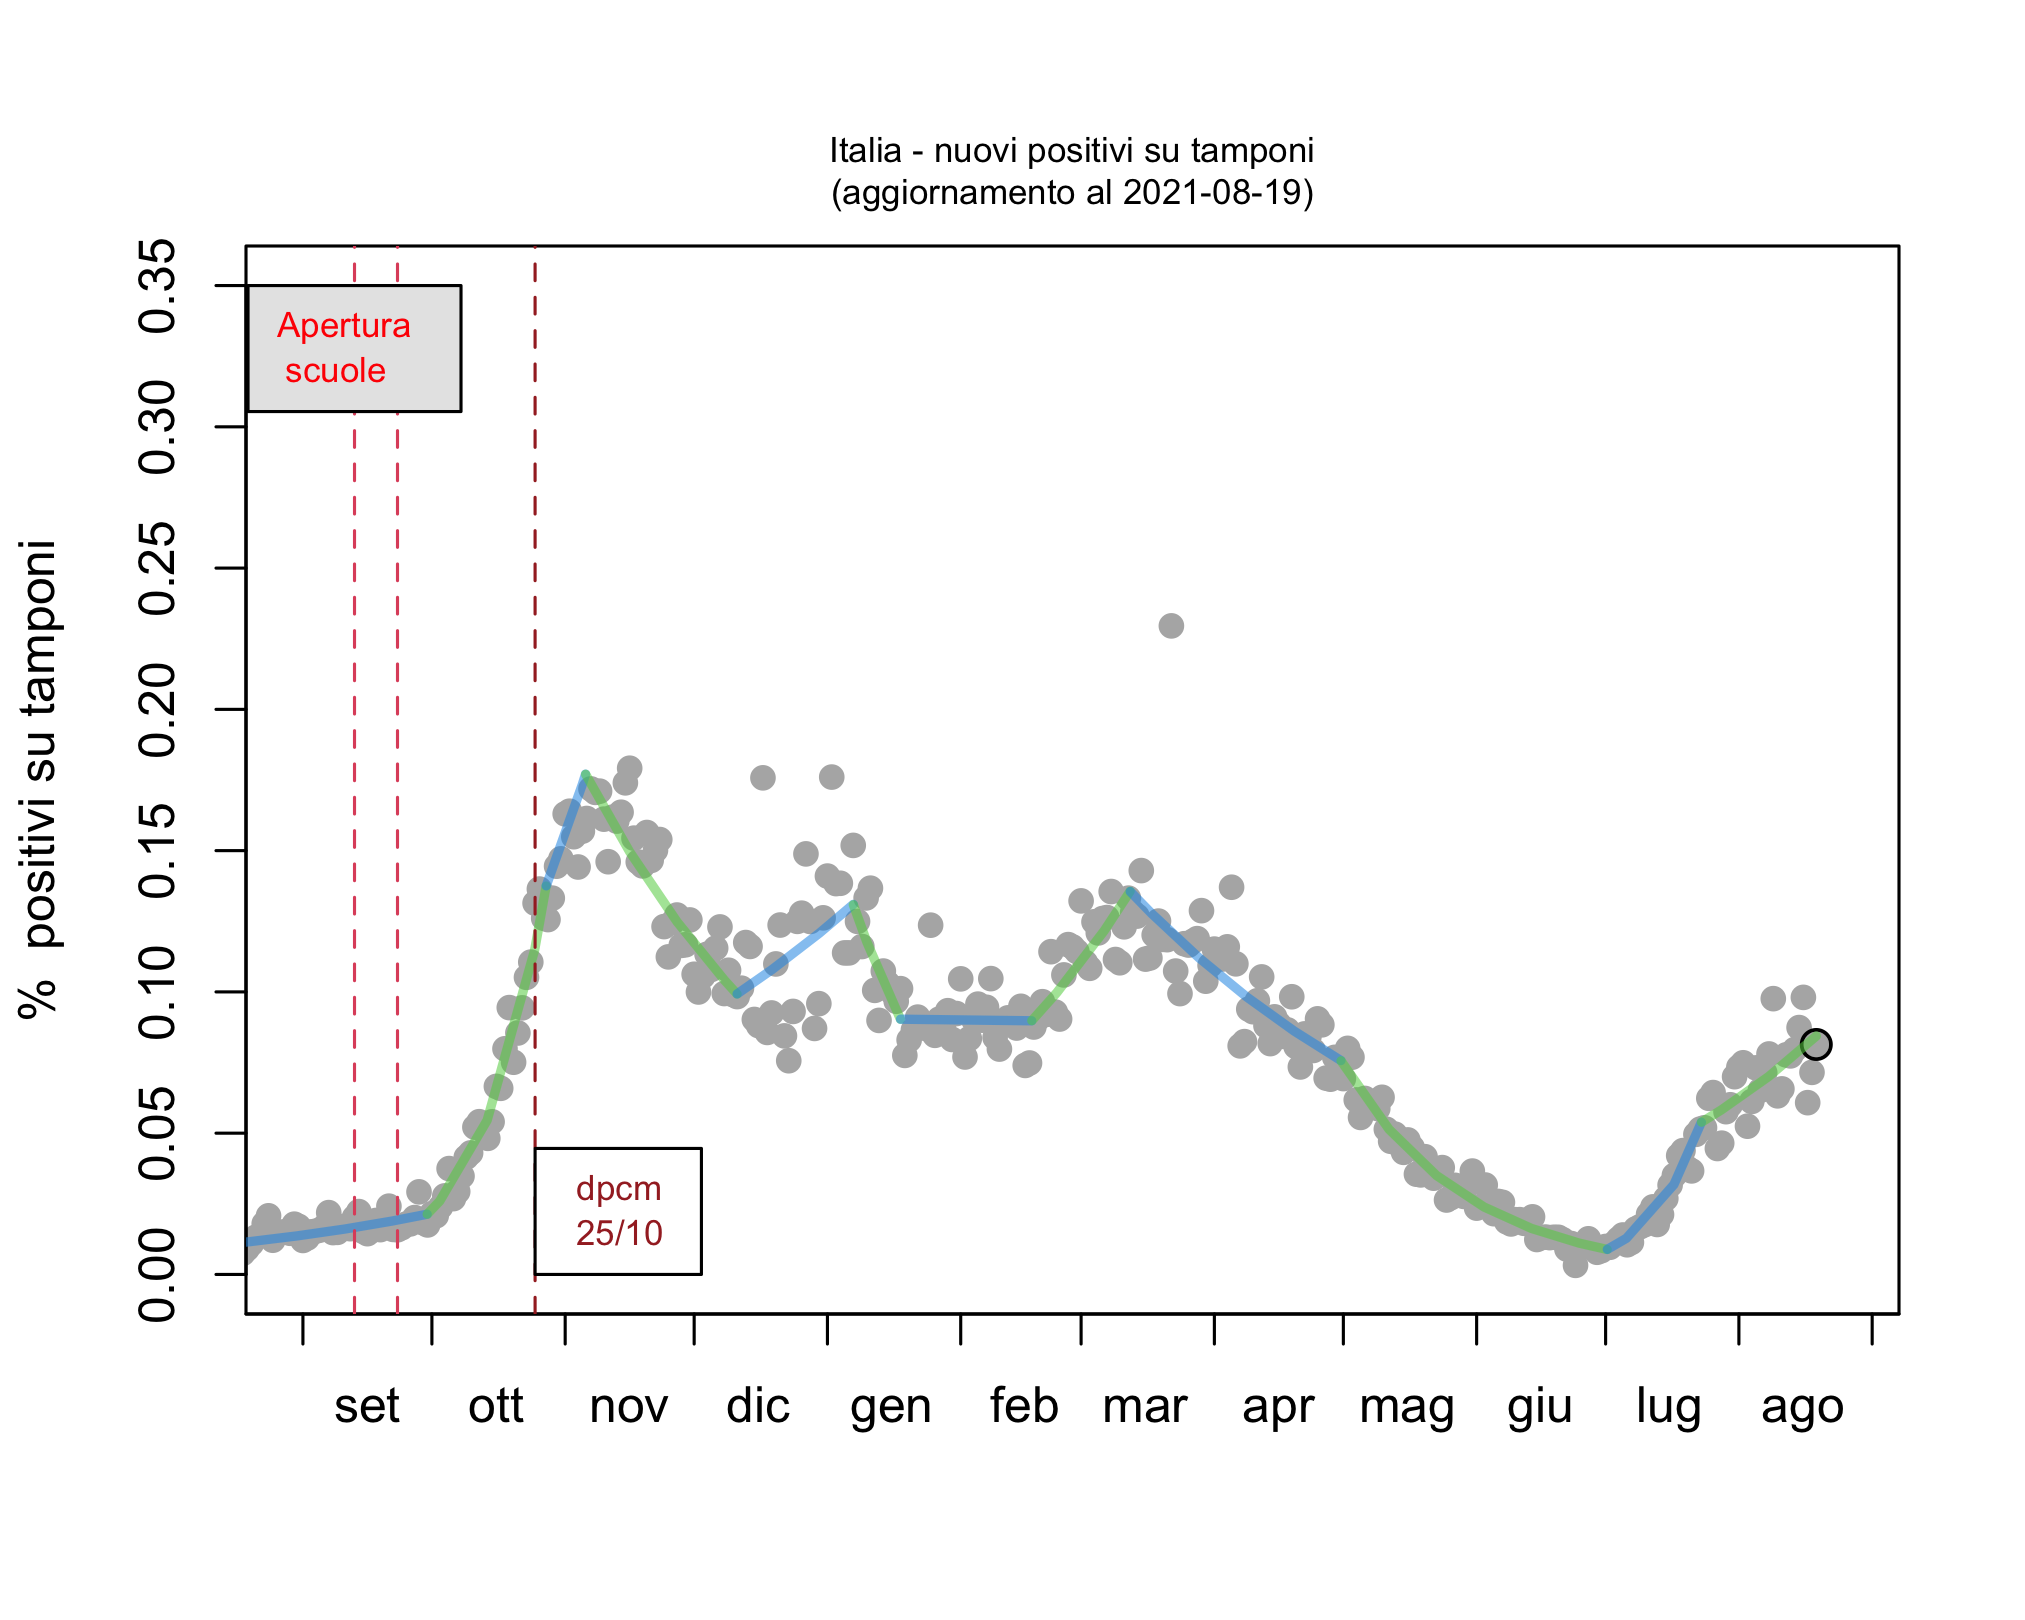 Italia - nuovi positivi su tamponi
(aggiornamento al 2021-08-19)
% positivi su tamponi
0.35
0.30
0.25
0.20
0.15
0.10
0.05
0.00
Apertura
scuole
dpcm
25/10
set ott nov dic gen feb mar apr mag giu lug ago